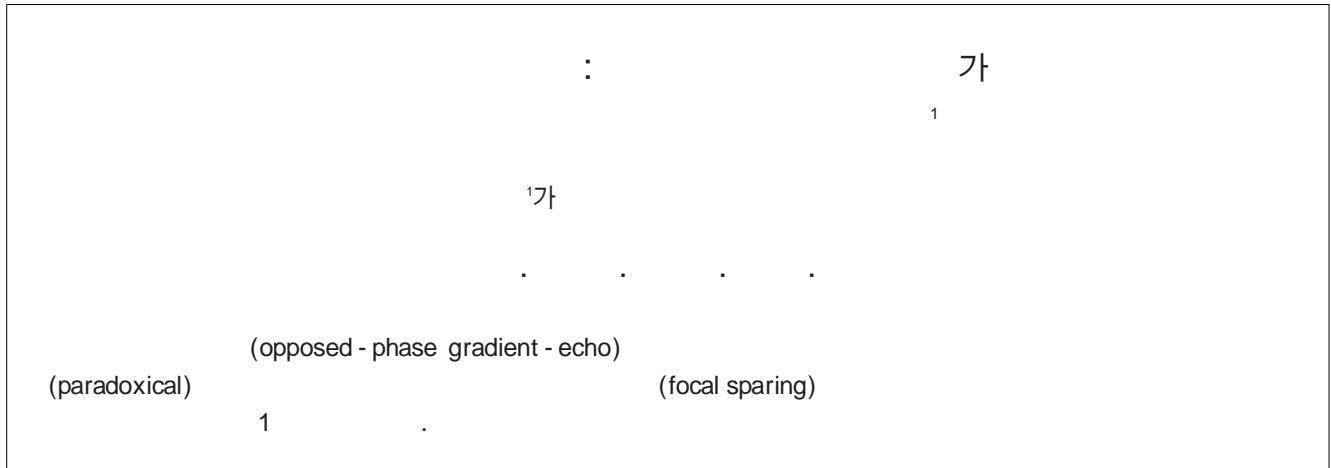 : 가
1
1가
. . . .
(opposed - phase gradient - echo)
(paradoxical) (focal sparing)
1 .